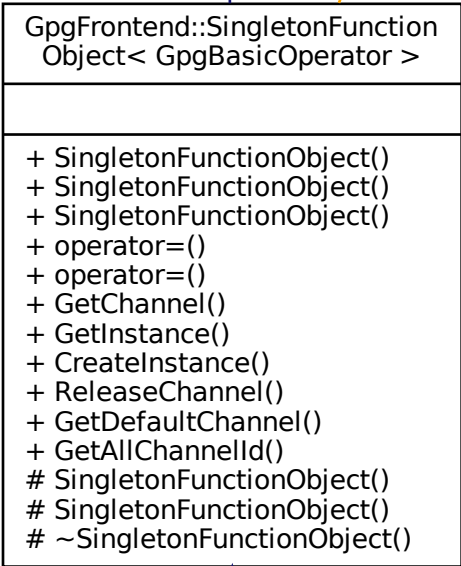 GpgFrontend::SingletonFunction
Object< GpgBasicOperator >
+ SingletonFunctionObject()
+ SingletonFunctionObject()
+ SingletonFunctionObject()
+ operator=()
+ operator=()
+ GetChannel()
+ GetInstance()
+ CreateInstance()
+ ReleaseChannel()
+ GetDefaultChannel()
+ GetAllChannelId()
# SingletonFunctionObject()
# SingletonFunctionObject()
# ~SingletonFunctionObject()